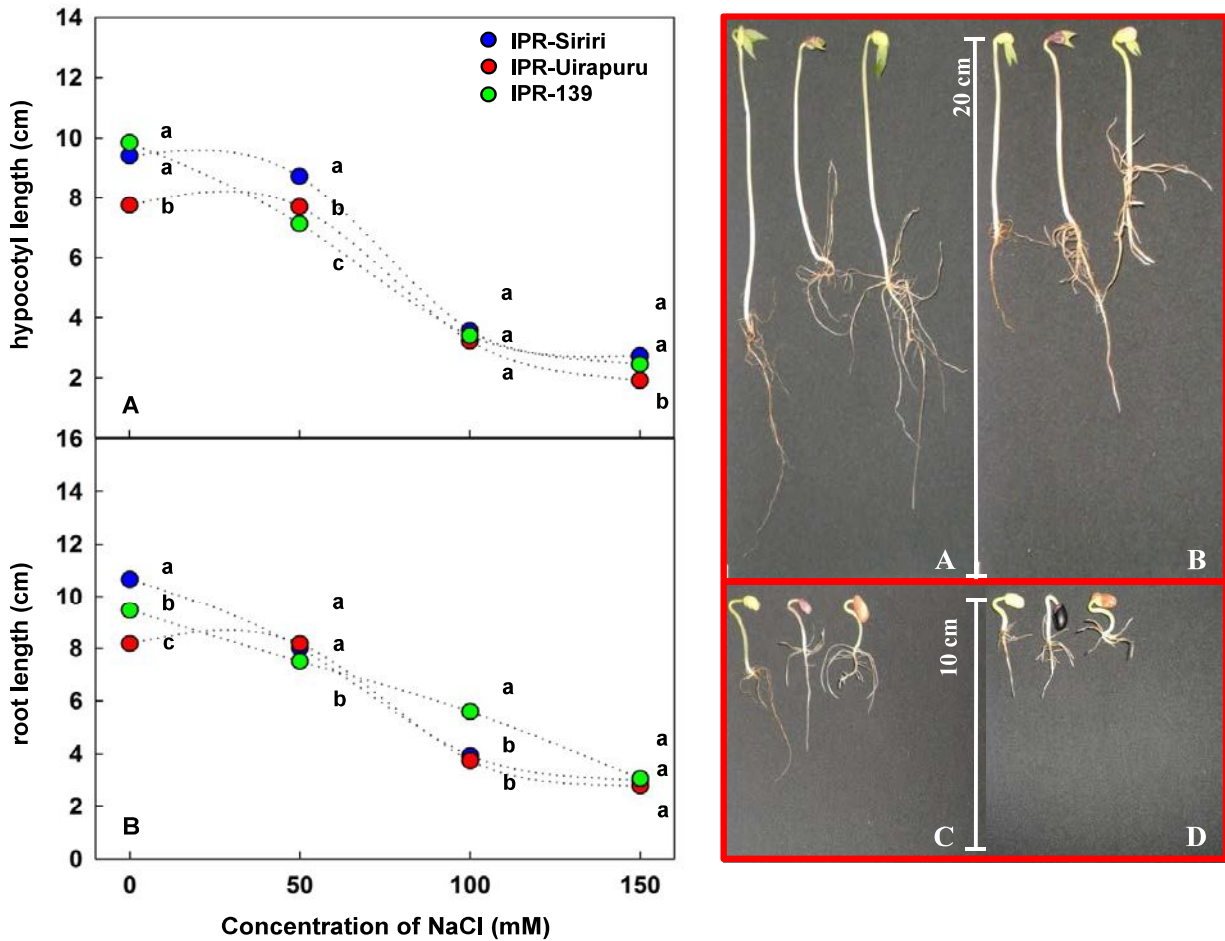 14
12
10
8
6
4
2
hypocotyl length (cm)
IPR-Siriri
IPR-Uirapuru
IPR-139
a
a
b
a
b
c
a
a
a
a
a
b
A
16
14
12
10
8
6
4
2
0
root length (cm)
a
b
c
a
a
b
a
b
b
a
a
a
B
0 50 100 150
Concentration of NaCl (mM)
20 cm
A
B
10 cm
C
D